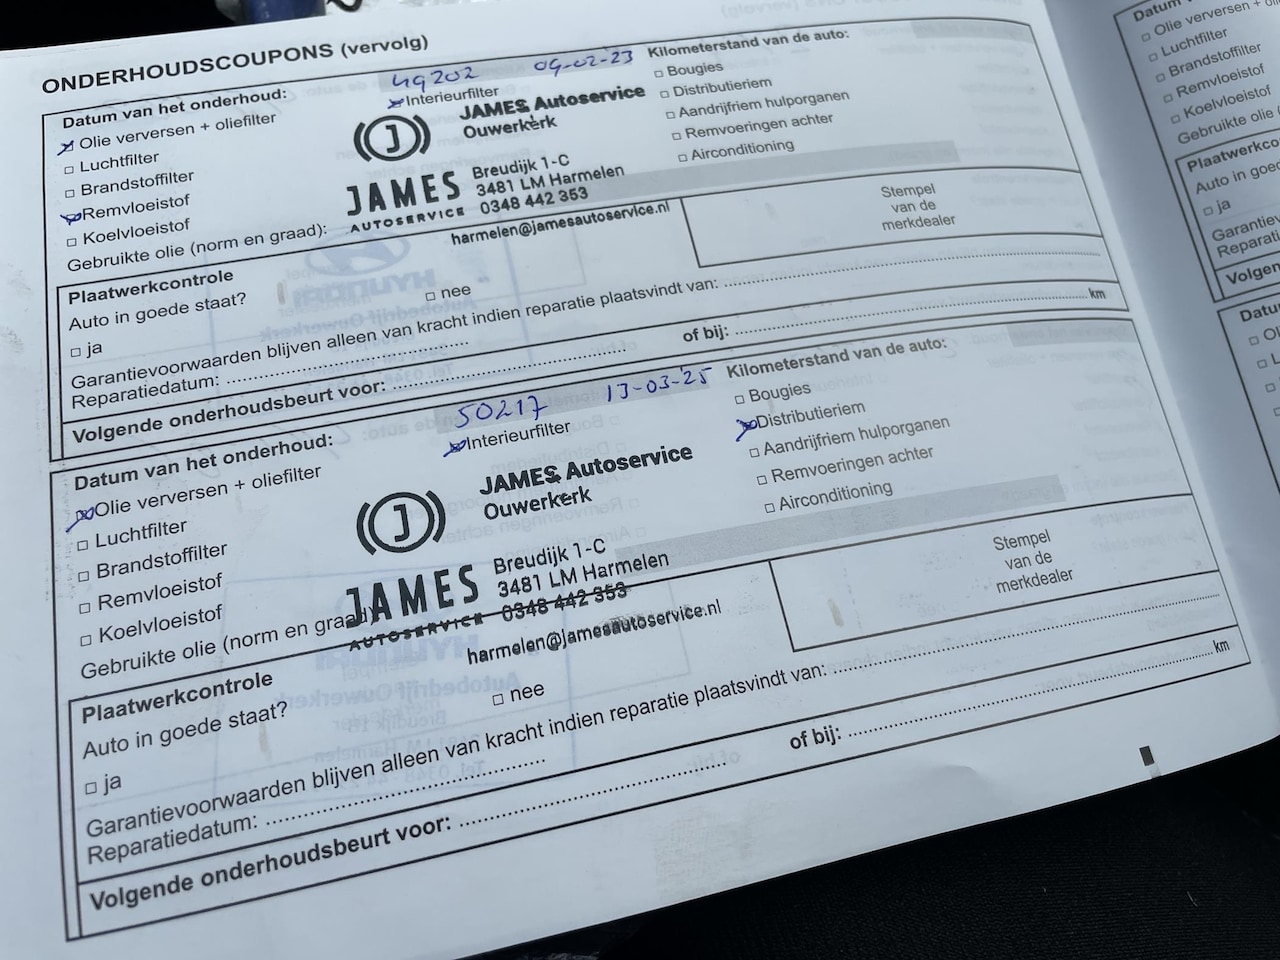 ONDERHOUDSCOUPONS (vervolg)
Datum van het onderhoud:
49202 09-02-23
Kilometerstand van de auto:
Olie verversen + oliefilter
Luchtfilter
Brandstoffilter
Remvloeistof
Koelvloeistof
Gebruikte olie (norm en graad):
Interieurfilter
JAMES Autoservice
Ouwerkerk
J
JAMES
AUTOSERVICE
Breudijk 1-C
3481 LM Harmelen
0348 442 353
harmelen@jamesautoservice.nl
Bougies
Distributieriem
Aandrijfriem hulporganen
Remvoeringen achter
Airconditioning
Stempel
van de
merkdealer
Plaatwerkcontrole
Auto in goede staat?
ja
nee
Garantievoorwaarden blijven alleen van kracht indien reparatie plaatsvindt van:
Reparatiedatum:
Volgende onderhoudsbeurt voor: of bij: km
Datum van het onderhoud:
50217 13-03-25
Kilometerstand van de auto:
Olie verversen + oliefilter
Luchtfilter
Brandstoffilter
Remvloeistof
Koelvloeistof
Gebruikte olie (norm en graad)
Interieurfilter
JAMES Autoservice
Ouwerkerk
J
JAMES
AUTOSERVICE
Breudijk 1-C
3481 LM Harmelen
0348 442 353
harmelen@jamesautoservice.nl
Bougies
Distributieriem
Aandrijfriem hulporganen
Remvoeringen achter
Airconditioning
Stempel
van de
merkdealer
Plaatwerkcontrole
Auto in goede staat?
ja
nee
Garantievoorwaarden blijven alleen van kracht indien reparatie plaatsvindt van:
Reparatiedatum:
Volgende onderhoudsbeurt voor: of bij: km
Datum
Olie verversen +
Luchtfilter
Brandstoffilter
Remvloeistof
Koelvloeistof
Gebruikte olie
Auto in goede
ja